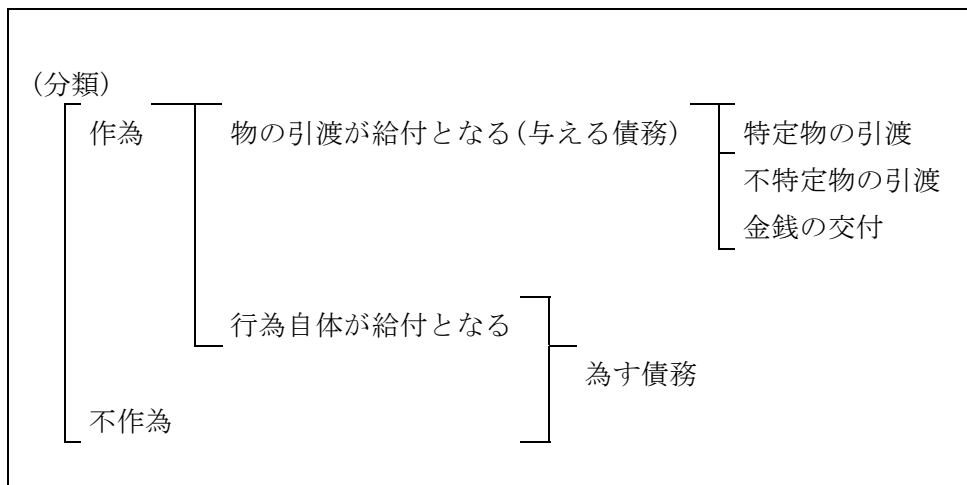 (分類)
作為
物の引渡が給付となる(与える債務)
特定物の引渡
不特定物の引渡
金銭の交付
行為自体が給付となる
為す債務
不作為